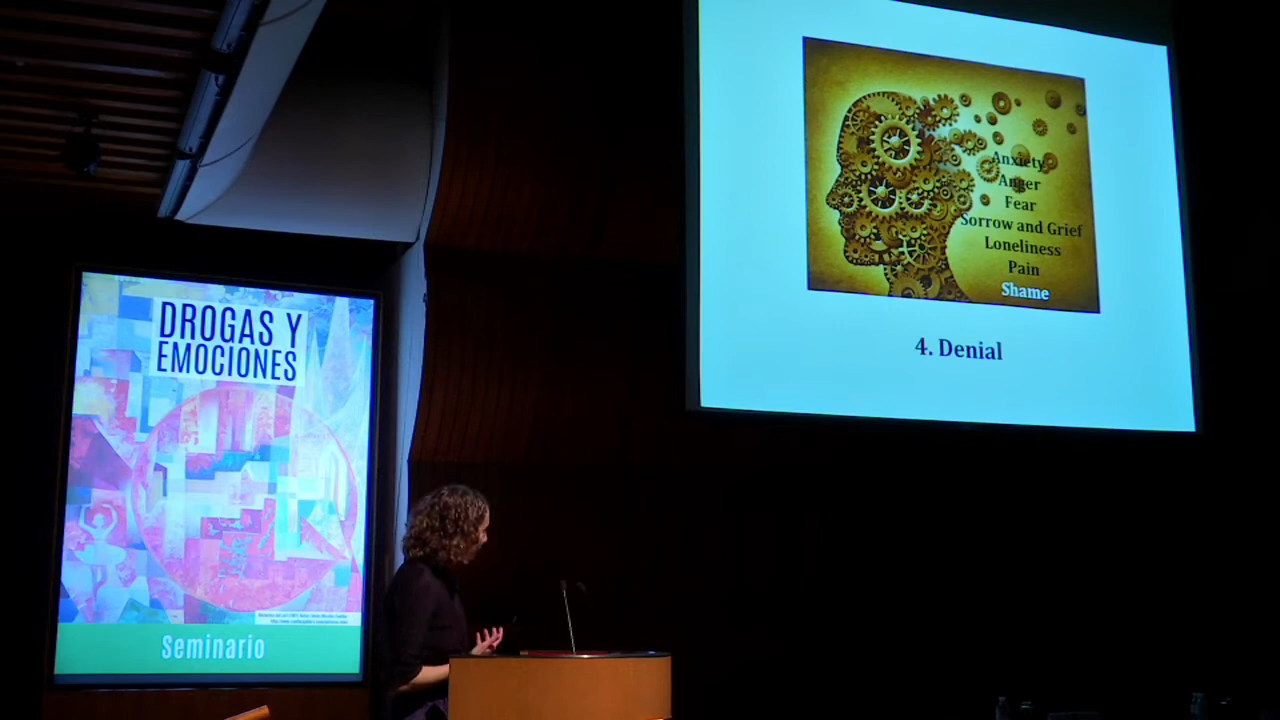 DROGAS Y
EMOCIONES
Seminario
Anxiety
Anger
Fear
Sorrow and Grief
Loneliness
Pain
Shame
4. Denial